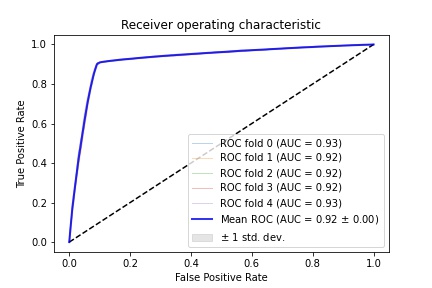 Receiver operating characteristic
True Positive Rate
1.0
0.8
0.6
0.4
0.2
0.0
ROC fold 0 (AUC = 0.93)
ROC fold 1 (AUC = 0.92)
ROC fold 2 (AUC = 0.92)
ROC fold 3 (AUC = 0.92)
ROC fold 4 (AUC = 0.93)
Mean ROC (AUC = 0.92 ± 0.00)
± 1 std. dev.
0.0 0.2 0.4 0.6 0.8 1.0
False Positive Rate